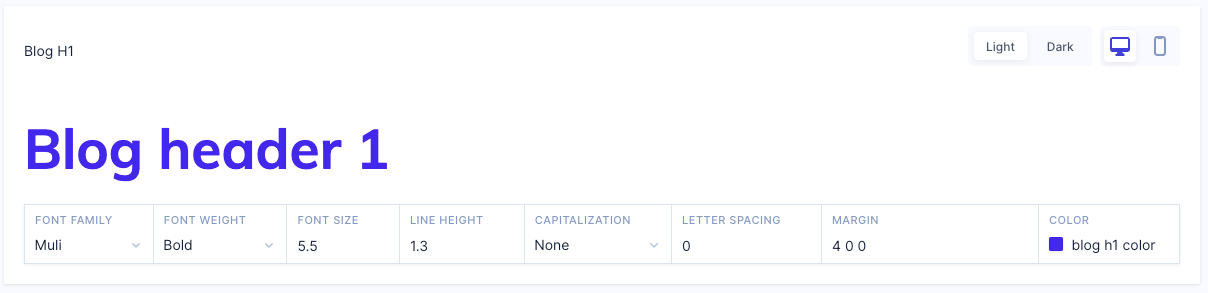 Blog H1
Light Dark
Blog header 1
FONT FAMILY FONT WEIGHT FONT SIZE LINE HEIGHT CAPITALIZATION LETTER SPACING MARGIN COLOR
Muli Bold 5.5 1.3 None 0 4 0 0 blog h1 color